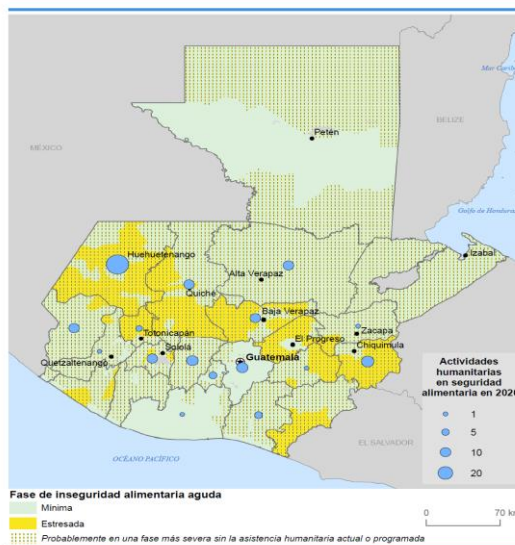 Mar Carib
BELIZE
MÉXICO
Petén
Golfo de Honduras
Izabal
Huehuetenango
Alta Verapaz
Quiché
Baja Verapaz
Zacapa
Totonicapán
El Progreso
Sololá
Guatemala
Chiquimula
Quetzaltenango
Actividades
humanitarias
en seguridad
alimentaria en 2020
1
5
10
20
OCÉANO PACÍFICO
EL SALVADOR
Fase de inseguridad alimentaria aguda
Mínima
Estresada
Probablemente en una fase más severa sin la asistencia humanitaria actual o programada
0 70 km